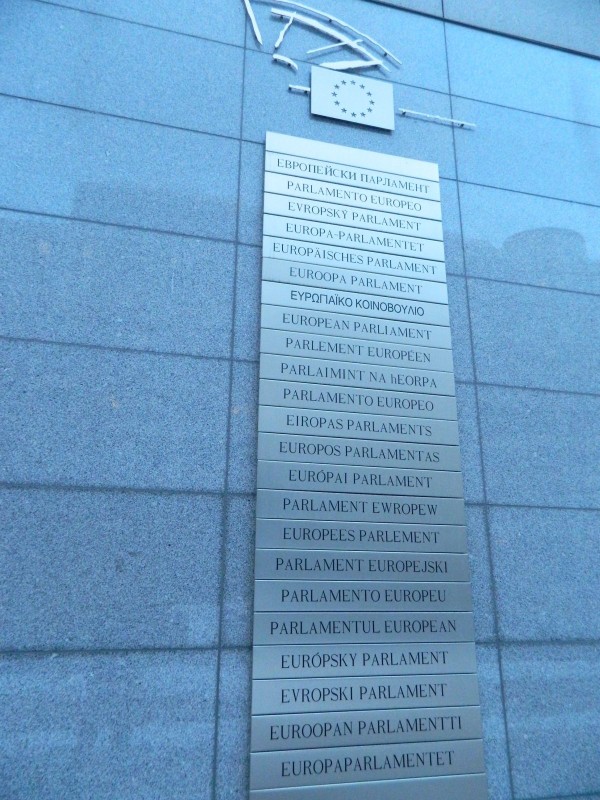 ЕВРОПЕЙСКИ ПАРЛАМЕНТ
PARLAMENTO EUROPEO
EVROPSKÝ PARLAMENT
EUROPA-PARLAMENTET
EUROPÄISCHES PARLAMENT
EUROOPA PARLAMENT
ΕΥΡΩΠΑΪΚΟ ΚΟΙΝΟΒΟΥΛΙΟ
EUROPEAN PARLIAMENT
PARLEMENT EUROPÉEN
PARLAIMINT NA hEORPA
PARLAMENTO EUROPEO
EIROPAS PARLAMENTS
EUROPOS PARLAMENTAS
EURÓPAI PARLAMENT
PARLAMENT EWROPEW
EUROPEES PARLEMENT
PARLAMENT EUROPEJSKI
PARLAMENTO EUROPEU
PARLAMENTUL EUROPEAN
EURÓPSKY PARLAMENT
EVROPSKI PARLAMENT
EUROOPAN PARLAMENTTI
EUROPAPARLAMENTET